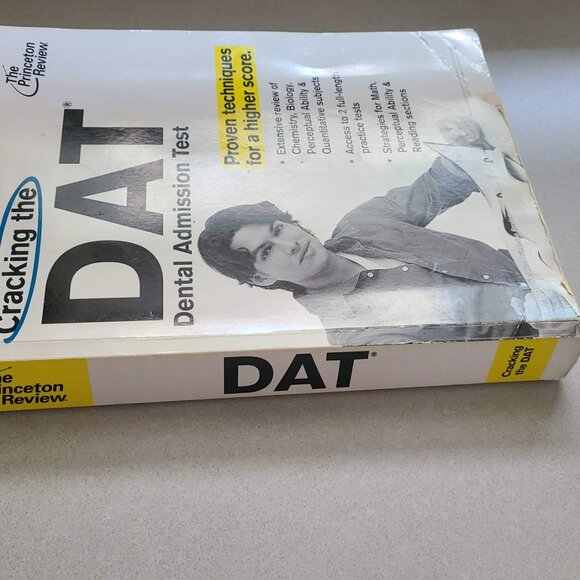 The
Princeton
Review.
Cracking the
DAT®
Dental Admission Test
Proven techniques
for a higher score.
• Extensive review of
Chemistry, Biology,
Perceptual Ability &
Quantitative subjects
• Access to 2 full-length
practice tests
• Strategies for Math,
Perceptual Ability &
Reading sections
Princeton
Review.
DAT®
Cracking
the DAT